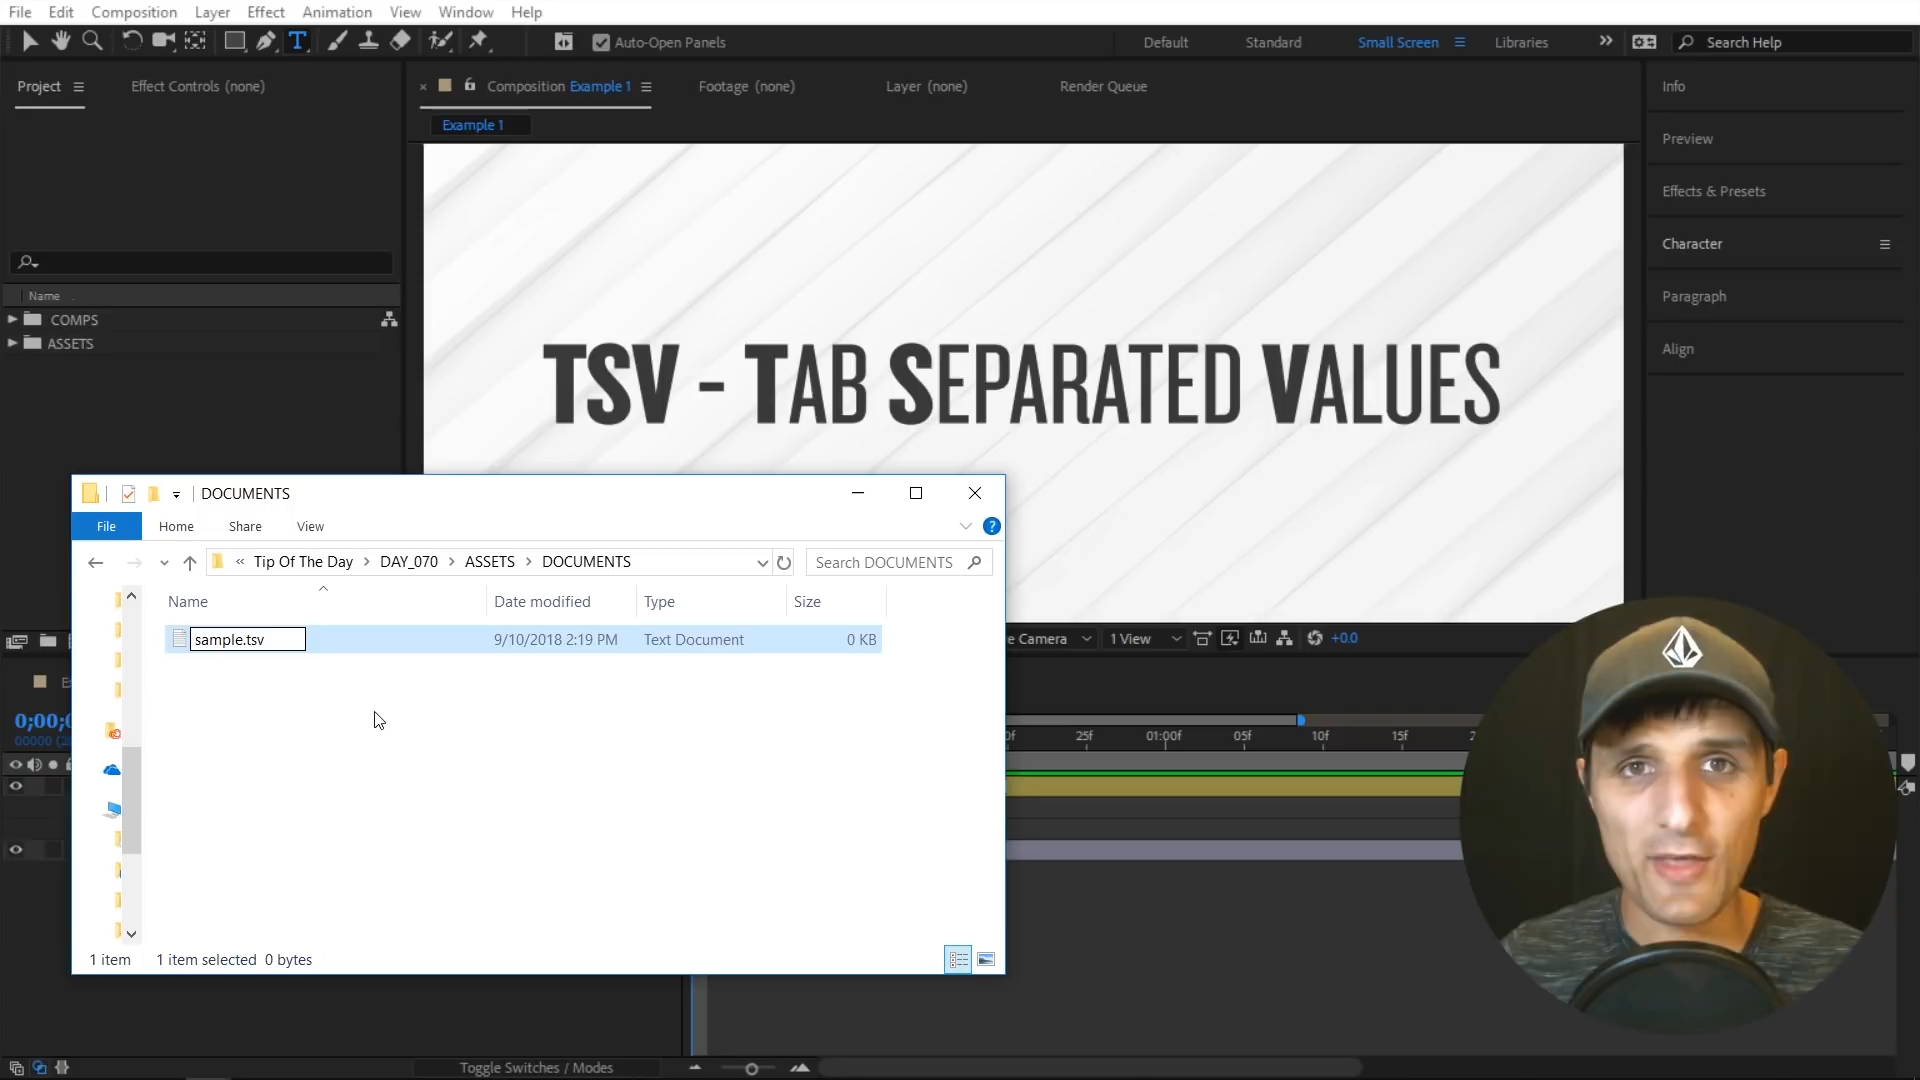 File Edit Composition Layer Effect Animation View Window Help
Auto-Open Panels
Default Standard Small Screen Libraries Search Help
Project Effect Controls (none)
Composition Example 1 Footage (none) Layer (none) Render Queue
Example 1
Info
Preview
Effects & Presets
Character
Paragraph
Align
Name
COMPS
ASSETS
TSV - TAB SEPARATED VALUES
DOCUMENTS
File Home Share View
« Tip Of The Day DAY_070 ASSETS DOCUMENTS
Search DOCUMENTS
Name Date modified Type Size
sample.tsv 9/10/2018 2:19 PM Text Document 0 KB
1 item 1 item selected 0 bytes
Camera 1 View +0.0
25f 01:00f 05f 10f 15f
Toggle Switches / Modes